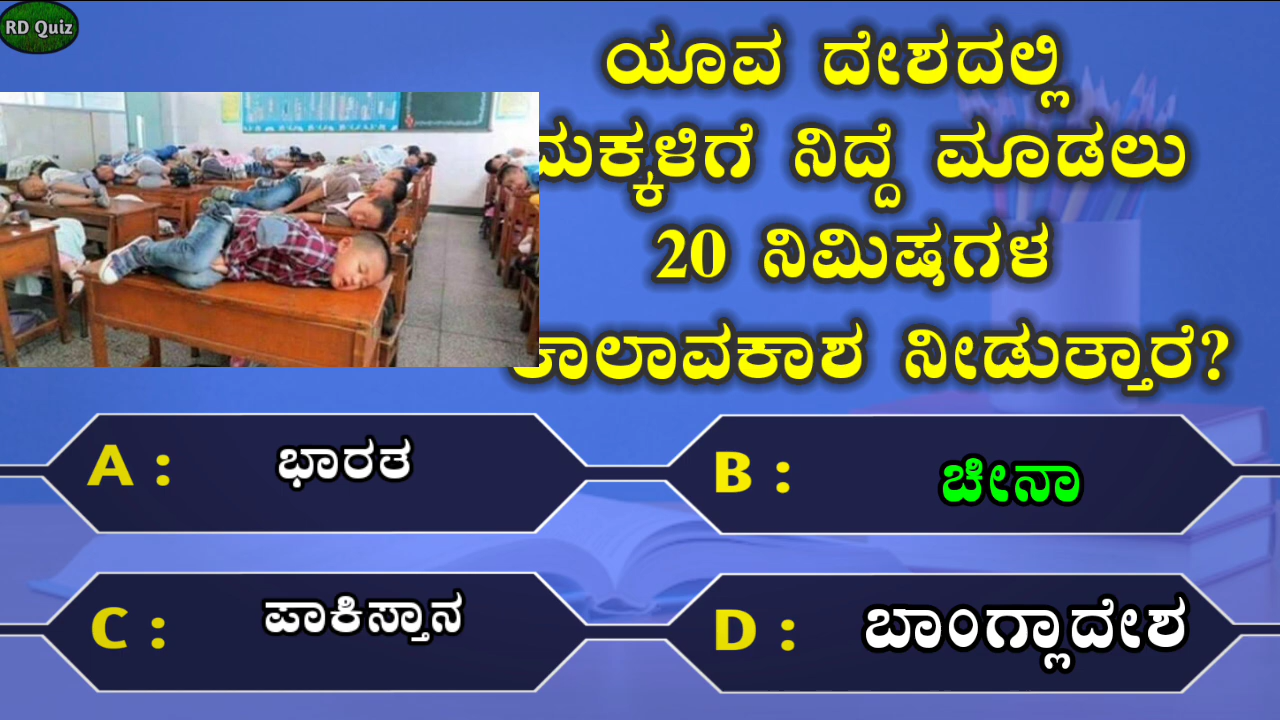 RD Quiz
ಯಾವ ದೇಶದಲ್ಲಿ
ಮಕ್ಕಳಿಗೆ ನಿದ್ದೆ ಮಾಡಲು
20 ನಿಮಿಷಗಳ
ಕಾಲಾವಕಾಶ ನೀಡುತ್ತಾರೆ?
A : ಭಾರತ
B : ಚೀನಾ
C : ಪಾಕಿಸ್ತಾನ
D : ಬಾಂಗ್ಲಾದೇಶ